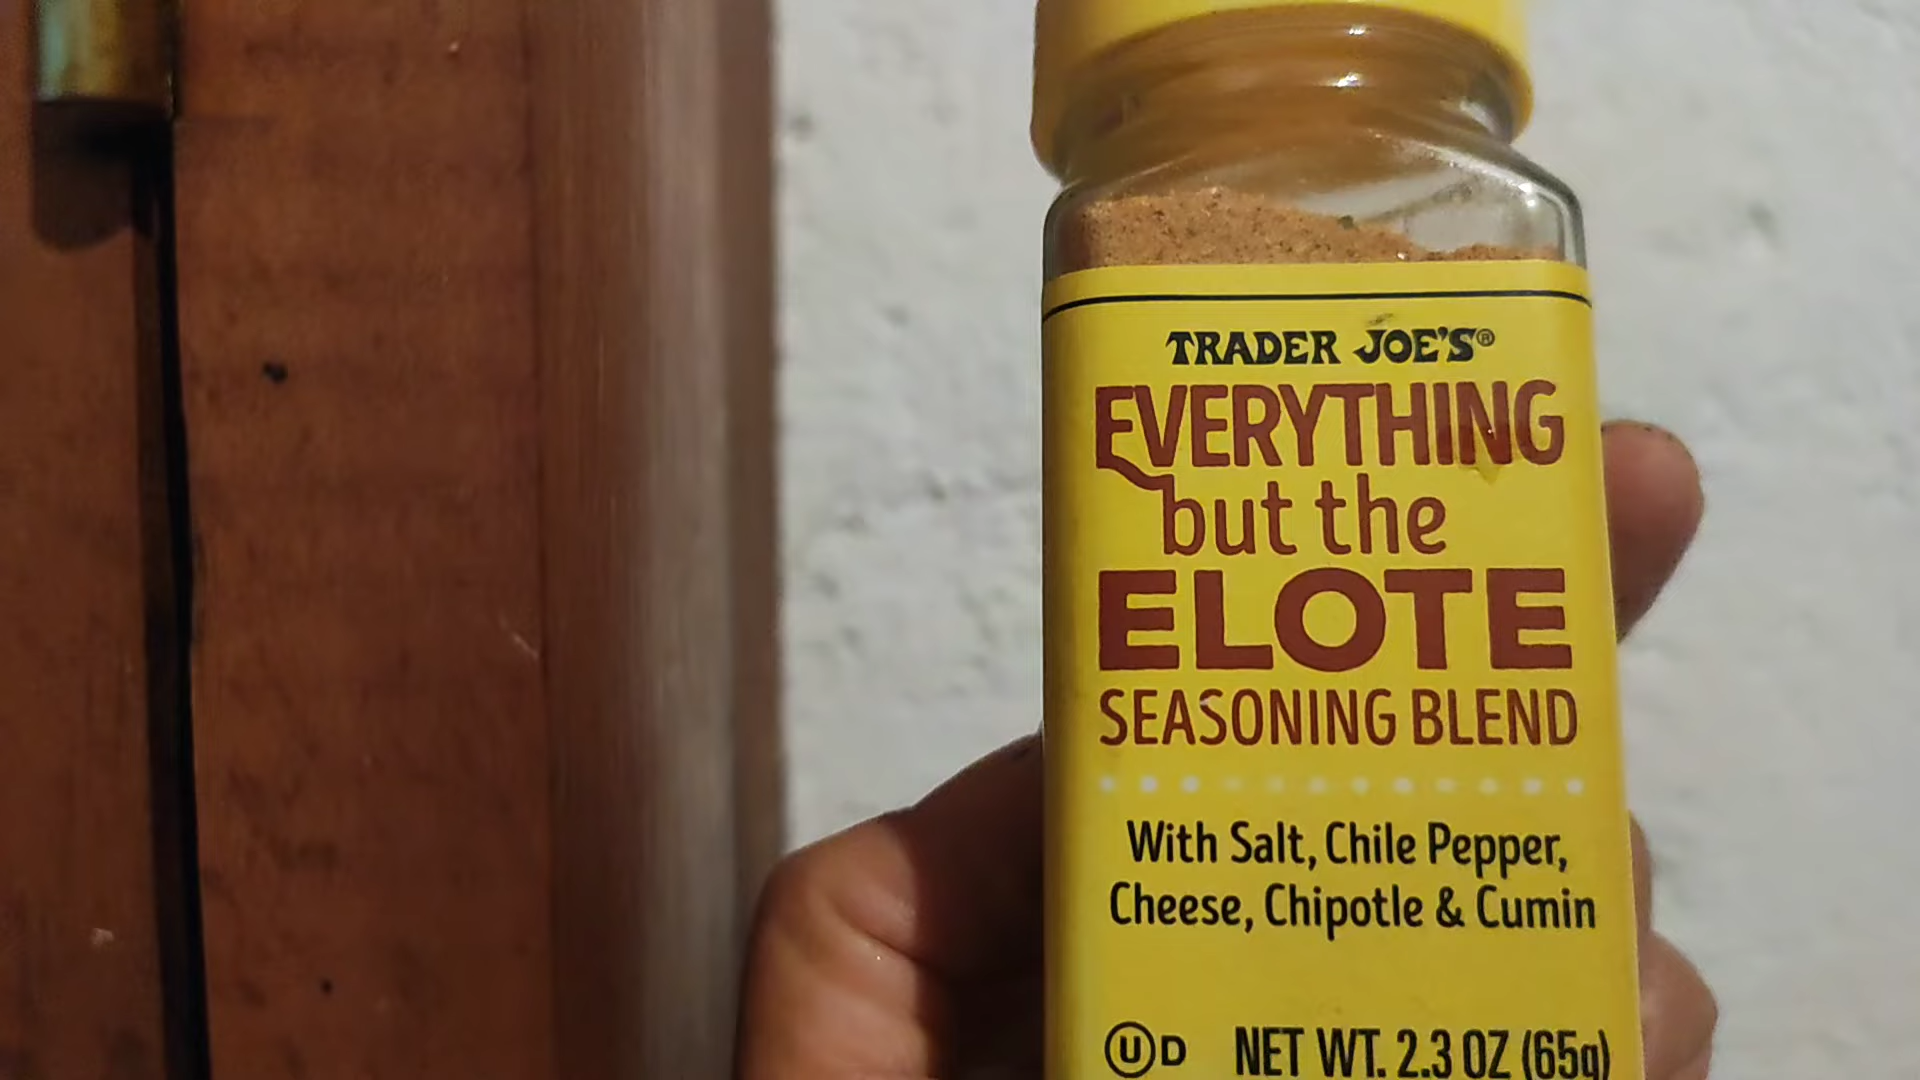 TRADER JOE'S®
EVERYTHING
but the
ELOTE
SEASONING BLEND
With Salt, Chile Pepper,
Cheese, Chipotle & Cumin
Ⓤ D NET WT. 2.3 OZ (65g)